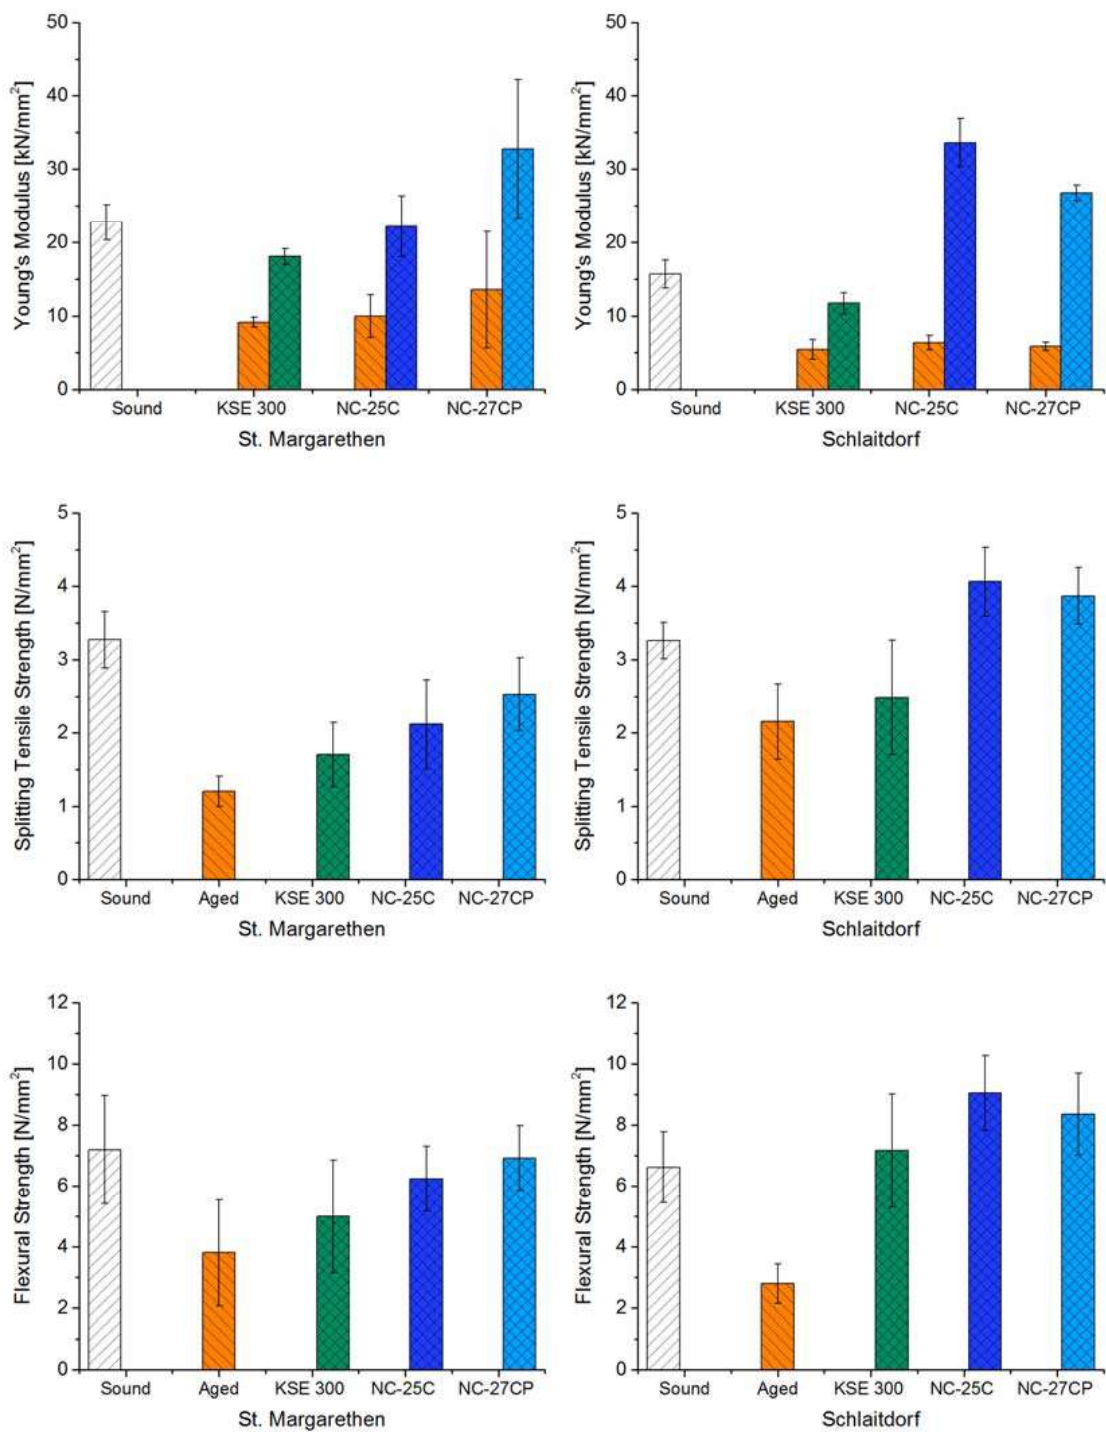 50
40
30
20
10
0
Young's Modulus [kN/mm²]
Sound KSE 300 NC-25C NC-27CP
St. Margarethen
50
40
30
20
10
0
Young's Modulus [kN/mm²]
Sound KSE 300 NC-25C NC-27CP
Schlaitdorf
5
4
3
2
1
0
Splitting Tensile Strength [N/mm²]
Sound Aged KSE 300 NC-25C NC-27CP
St. Margarethen
5
4
3
2
1
0
Splitting Tensile Strength [N/mm²]
Sound Aged KSE 300 NC-25C NC-27CP
Schlaitdorf
12
10
8
6
4
2
0
Flexural Strength [N/mm²]
Sound Aged KSE 300 NC-25C NC-27CP
St. Margarethen
12
10
8
6
4
2
0
Flexural Strength [N/mm²]
Sound Aged KSE 300 NC-25C NC-27CP
Schlaitdorf